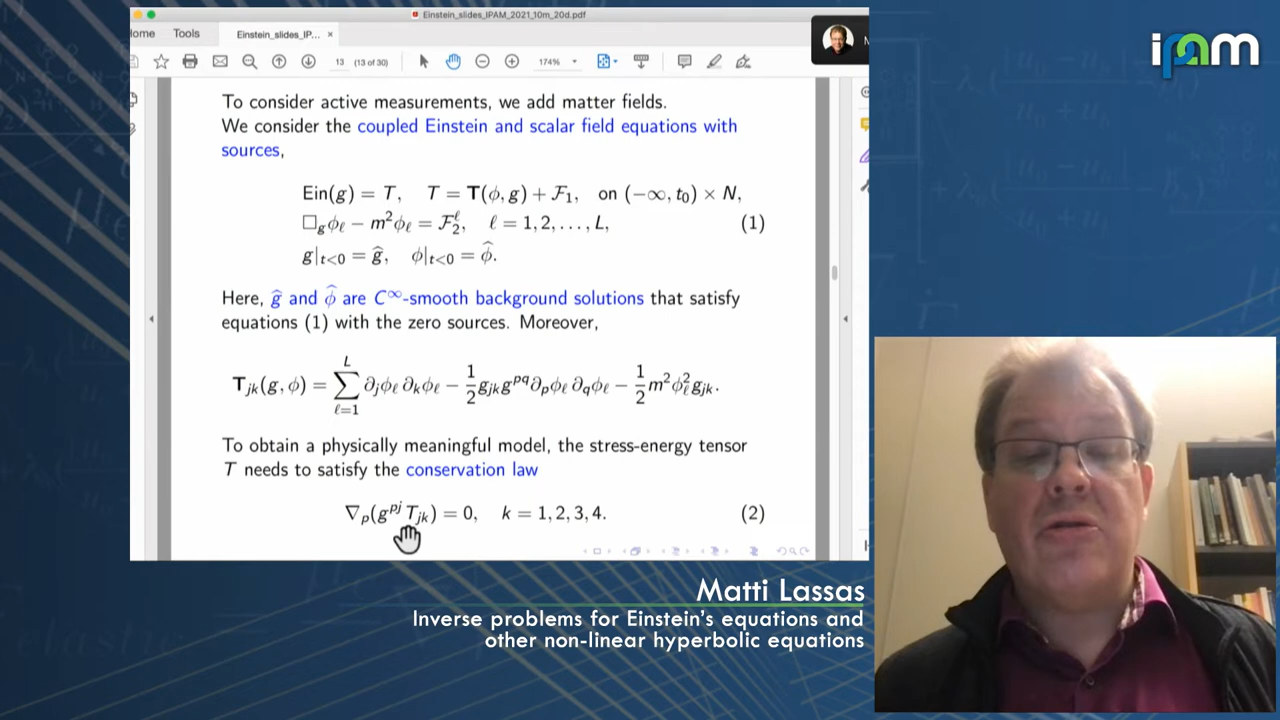 Einstein_slides_IPAM_2021_10m_20d.pdf
ome Tools Einstein_slides_IP... ×
13 (13 of 30) 174%
ipam
To consider active measurements, we add matter fields.
We consider the coupled Einstein and scalar field equations with
sources,
Ein(g) = T, T = T(ϕ, g) + F₁, on (−∞, t₀) × N,
□_g ϕ_ℓ − m²ϕ_ℓ = F₂^ℓ, ℓ = 1, 2, . . . , L, (1)
g|_{t<0} = ĝ, ϕ|_{t<0} = ϕ̂.
Here, ĝ and ϕ̂ are C^∞-smooth background solutions that satisfy
equations (1) with the zero sources. Moreover,
T_{jk}(g, ϕ) = ∑_{ℓ=1}^{L} ∂_jϕ_ℓ ∂_kϕ_ℓ − 1/2 g_{jk}g^{pq}∂_pϕ_ℓ ∂_qϕ_ℓ − 1/2 m²ϕ_ℓ²g_{jk}.
To obtain a physically meaningful model, the stress-energy tensor
T needs to satisfy the conservation law
∇_p(g^{pj} T_{jk}) = 0, k = 1, 2, 3, 4. (2)
Matti Lassas
Inverse problems for Einstein's equations and
other non-linear hyperbolic equations